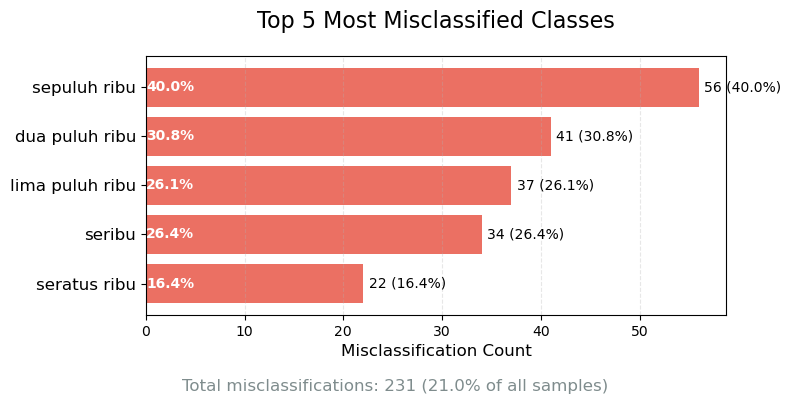 Top 5 Most Misclassified Classes
sepuluh ribu 40.0% 56 (40.0%)
dua puluh ribu 30.8% 41 (30.8%)
lima puluh ribu 26.1% 37 (26.1%)
seribu 26.4% 34 (26.4%)
seratus ribu 16.4% 22 (16.4%)
0 10 20 30 40 50
Misclassification Count
Total misclassifications: 231 (21.0% of all samples)